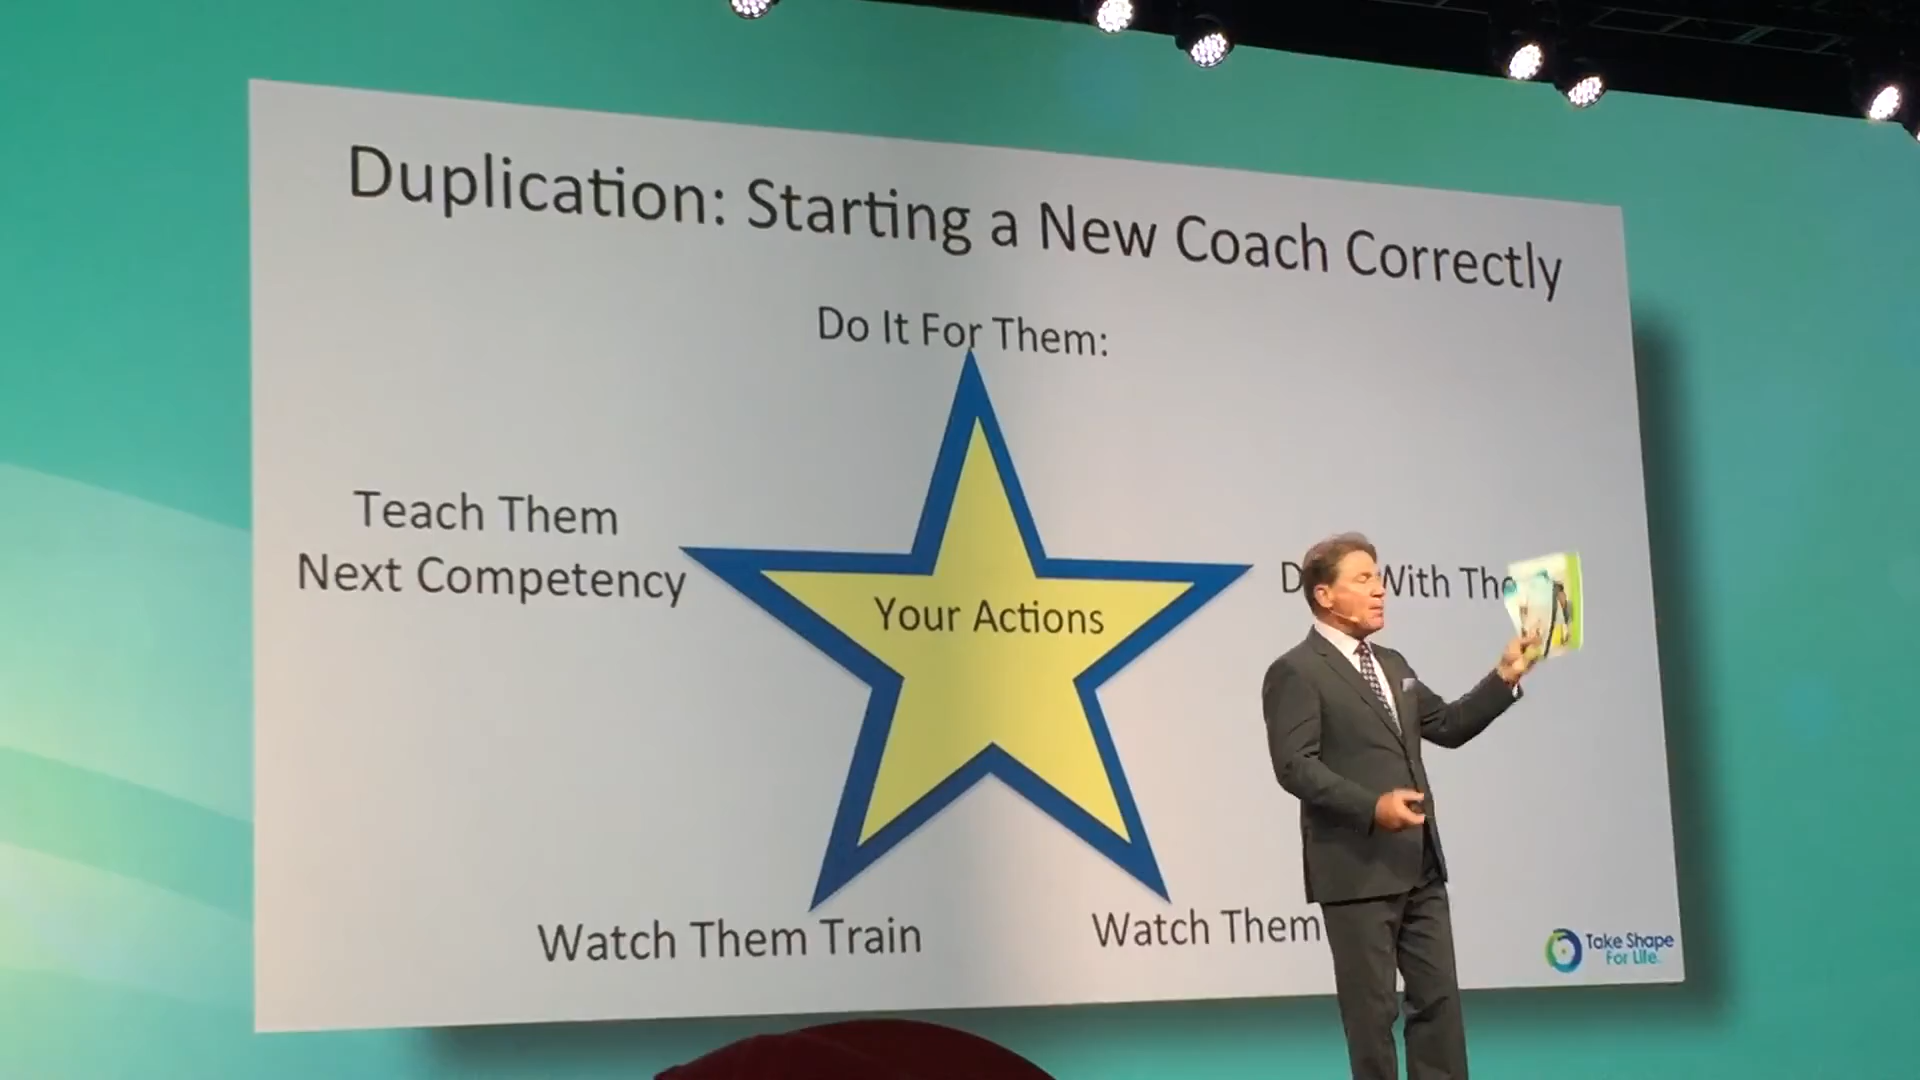 Duplication: Starting a New Coach Correctly
Do It For Them:
Teach Them
Next Competency
Your Actions
With
Watch Them Train
Watch Them
Take Shape
For Life